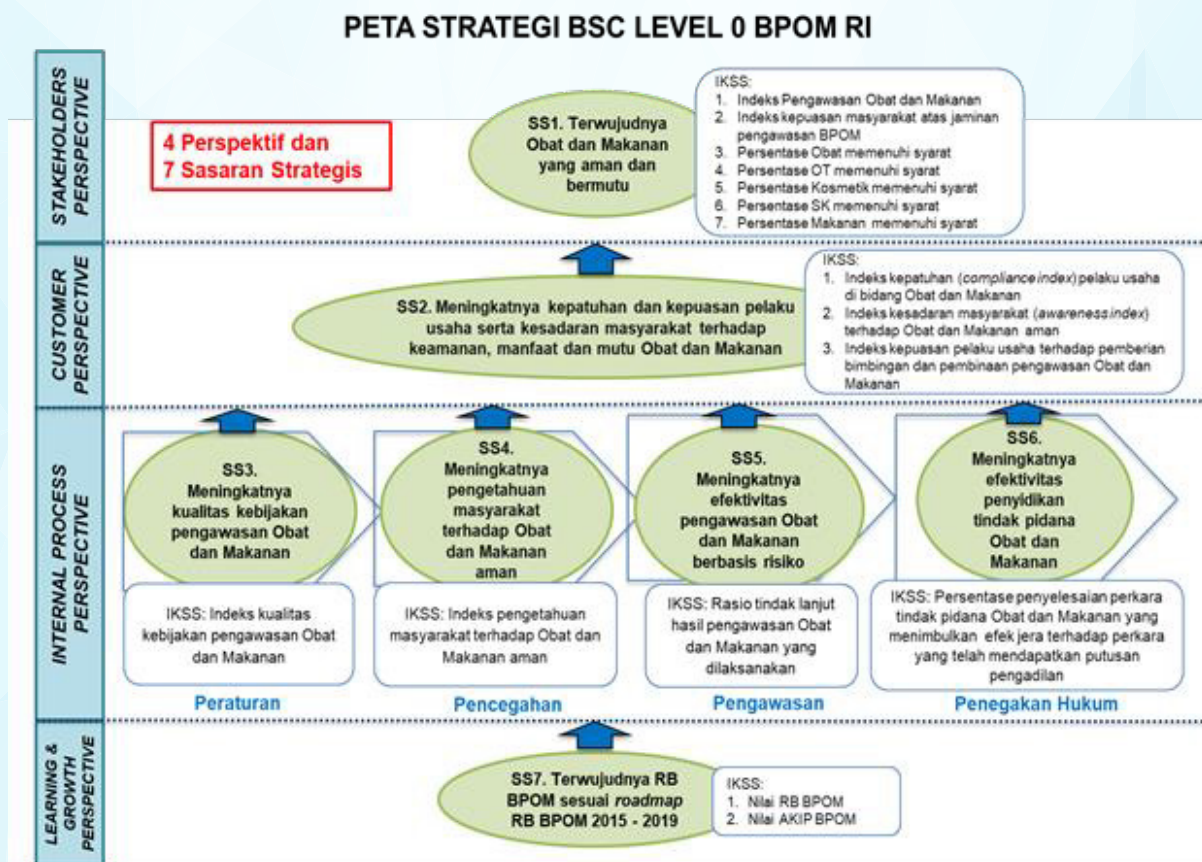 PETA STRATEGI BSC LEVEL 0 BPOM RI
STAKEHOLDERS
PERSPECTIVE
4 Perspektif dan
7 Sasaran Strategis
SS1. Terwujudnya
Obat dan Makanan
yang aman dan
bermutu
IKSS:
1. Indeks Pengawasan Obat dan Makanan
2. Indeks kepuasan masyarakat atas jaminan
pengawasan BPOM
3. Persentase Obat memenuhi syarat
4. Persentase OT memenuhi syarat
5. Persentase Kosmetik memenuhi syarat
6. Persentase SK memenuhi syarat
7. Persentase Makanan memenuhi syarat
CUSTOMER
PERSPECTIVE
SS2. Meningkatnya kepatuhan dan kepuasan pelaku
usaha serta kesadaran masyarakat terhadap
keamanan, manfaat dan mutu Obat dan Makanan
IKSS:
1. Indeks kepatuhan (compliance index) pelaku usaha
di bidang Obat dan Makanan
2. Indeks kesadaran masyarakat (awareness index)
terhadap Obat dan Makanan aman
3. Indeks kepuasan pelaku usaha terhadap pemberian
bimbingan dan pembinaan pengawasan Obat dan
Makanan
INTERNAL PROCESS
PERSPECTIVE
SS3.
Meningkatnya
kualitas kebijakan
pengawasan Obat
dan Makanan
IKSS: Indeks kualitas
kebijakan pengawasan Obat
dan Makanan
Peraturan
SS4.
Meningkatnya
pengetahuan
masyarakat
terhadap Obat
dan Makanan
aman
IKSS: Indeks pengetahuan
masyarakat terhadap Obat dan
Makanan aman
Pencegahan
SS5.
Meningkatnya
efektivitas
pengawasan Obat
dan Makanan
berbasis risiko
IKSS: Rasio tindak lanjut
hasil pengawasan Obat
dan Makanan yang
dilaksanakan
Pengawasan
SS6.
Meningkatnya
efektivitas
penyidikan
tindak pidana
Obat dan
Makanan
IKSS: Persentase penyelesaian perkara
tindak pidana Obat dan Makanan yang
menimbulkan efek jera terhadap perkara
yang telah mendapatkan putusan
pengadilan
Penegakan Hukum
LEARNING &
GROWTH
PERSPECTIVE
SS7. Terwujudnya RB
BPOM sesuai roadmap
RB BPOM 2015 - 2019
IKSS:
1. Nilai RB BPOM
2. Nilai AKIP BPOM